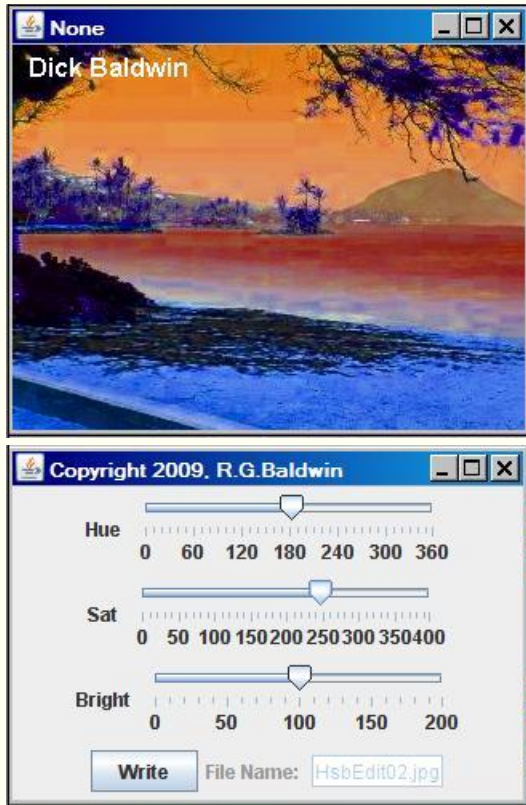 None
Dick Baldwin
Copyright 2009, R.G.Baldwin
Hue
0 60 120 180 240 300 360
Sat
0 50 100 150 200 250 300 350 400
Bright
0 50 100 150 200
Write File Name: HsbEdit02.jpg